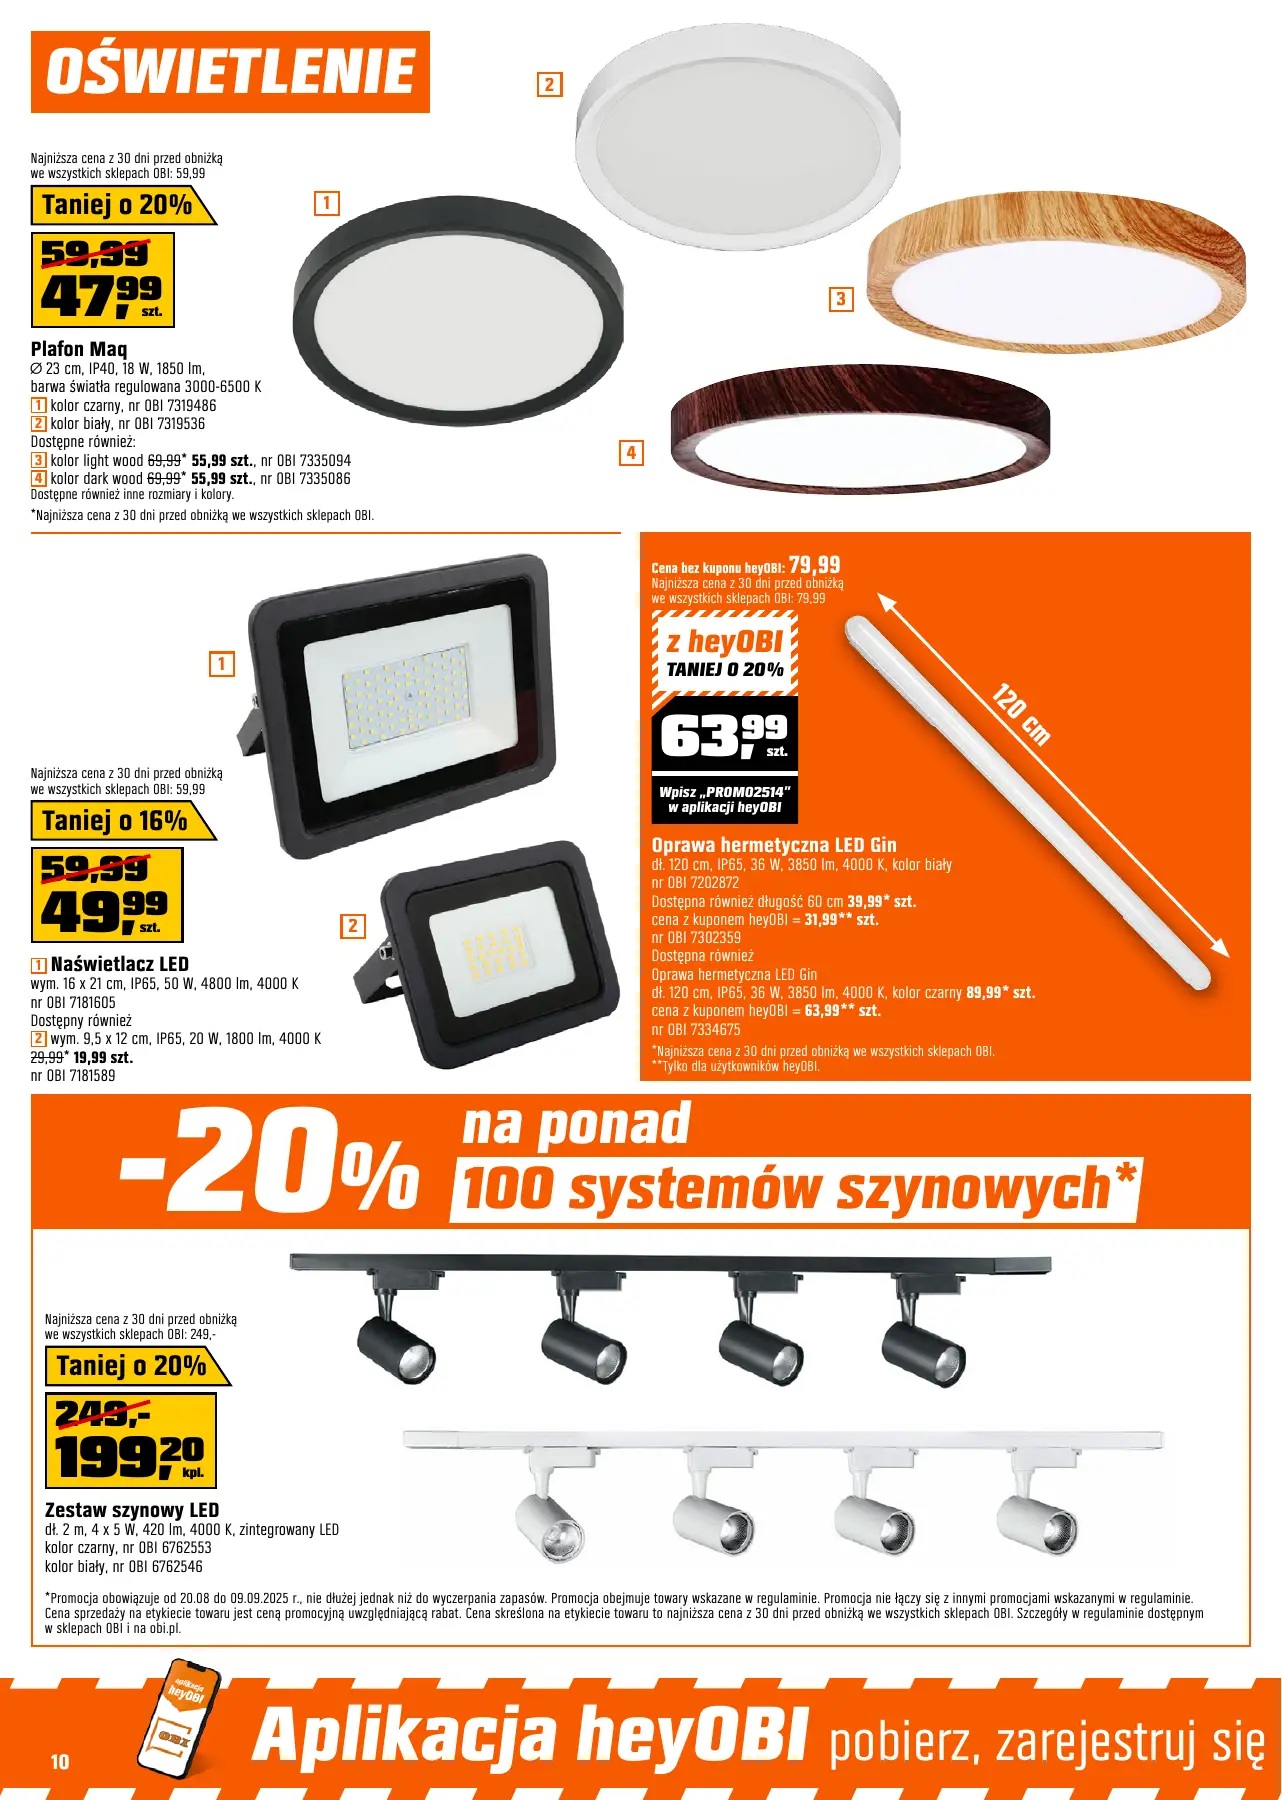 OŚWIETLENIE
2
Najniższa cena z 30 dni przed obniżką
we wszystkich sklepach OBI: 59,99
Taniej o 20%
59,99
47,99
szt.
1
3
4
Plafon Maq
Ø 23 cm, IP40, 18 W, 1850 lm,
barwa światła regulowana 3000-6500 K
1 kolor czarny, nr OBI 7319486
2 kolor biały, nr OBI 7319536
Dostępne również:
3 kolor light wood 69,99* 55,99 szt., nr OBI 7335094
4 kolor dark wood 69,99* 55,99 szt., nr OBI 7335086
Dostępne również inne rozmiary i kolory.
*Najniższa cena z 30 dni przed obniżką we wszystkich sklepach OBI.
1
Najniższa cena z 30 dni przed obniżką
we wszystkich sklepach OBI: 59,99
Taniej o 16%
59,99
49,99
szt.
2
1 Naświetlacz LED
wym. 16 x 21 cm, IP65, 50 W, 4800 lm, 4000 K
nr OBI 7181605
Dostępny również
2 wym. 9,5 x 12 cm, IP65, 20 W, 1800 lm, 4000 K
29,99* 19,99 szt.
nr OBI 7181589
Cena bez kuponu heyOBI: 79,99
Najniższa cena z 30 dni przed obniżką
we wszystkich sklepach OBI: 79,99
z heyOBI
TANIEJ O 20%
63,99
szt.
Wpisz „PROMO2514”
w aplikacji heyOBI
120 cm
Oprawa hermetyczna LED Gin
dł. 120 cm, IP65, 36 W, 3850 lm, 4000 K, kolor biały
nr OBI 7202872
Dostępna również długość 60 cm 39,99* szt.
cena z kuponem heyOBI = 31,99** szt.
nr OBI 7302359
Dostępna również
Oprawa hermetyczna LED Gin
dł. 120 cm, IP65, 36 W, 3850 lm, 4000 K, kolor czarny 89,99* szt.
cena z kuponem heyOBI = 63,99** szt.
nr OBI 7334675
*Najniższa cena z 30 dni przed obniżką we wszystkich sklepach OBI.
**Tylko dla użytkowników heyOBI.
-20%
na ponad
100 systemów szynowych*
Najniższa cena z 30 dni przed obniżką
we wszystkich sklepach OBI: 249,-
Taniej o 20%
249,-
199,20
kpl.
Zestaw szynowy LED
dł. 2 m, 4 x 5 W, 420 lm, 4000 K, zintegrowany LED
kolor czarny, nr OBI 6762553
kolor biały, nr OBI 6762546
*Promocja obowiązuje od 20.08 do 09.09.2025 r., nie dłużej jednak niż do wyczerpania zapasów. Promocja obejmuje towary wskazane w regulaminie. Promocja nie łączy się z innymi promocjami wskazanymi w regulaminie.
Cena sprzedaży na etykiecie towaru jest ceną promocyjną uwzględniającą rabat. Cena skreślona na etykiecie towaru to najniższa cena z 30 dni przed obniżką we wszystkich sklepach OBI. Szczegóły w regulaminie dostępnym
w sklepach OBI i na obi.pl.
aplikacja
heyOBI
OBI
10
Aplikacja heyOBI pobierz, zarejestruj się